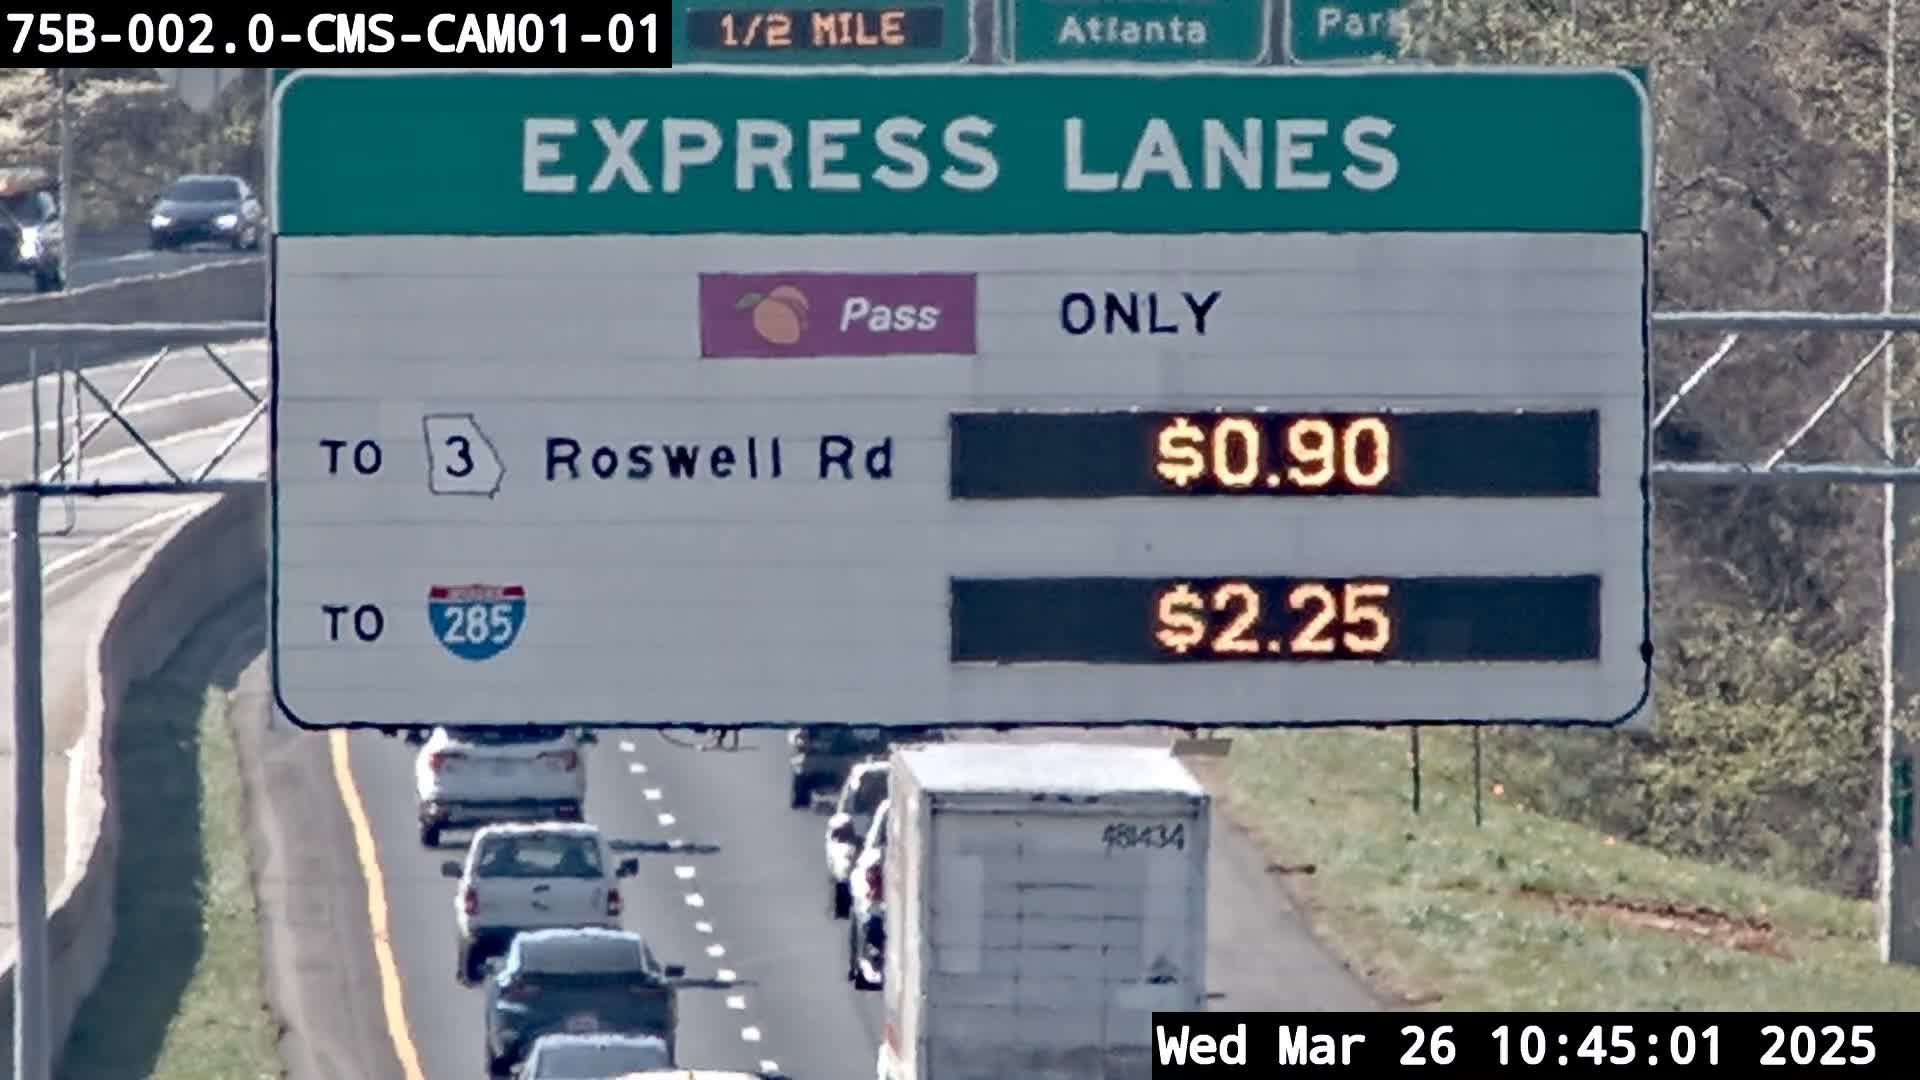 75B-002.0-CMS-CAM01-01
1/2 MILE
Atlanta
EXPRESS LANES
Pass ONLY
TO 3 Roswell Rd $0.90
TO 285 $2.25
481434
Wed Mar 26 10:45:01 2025